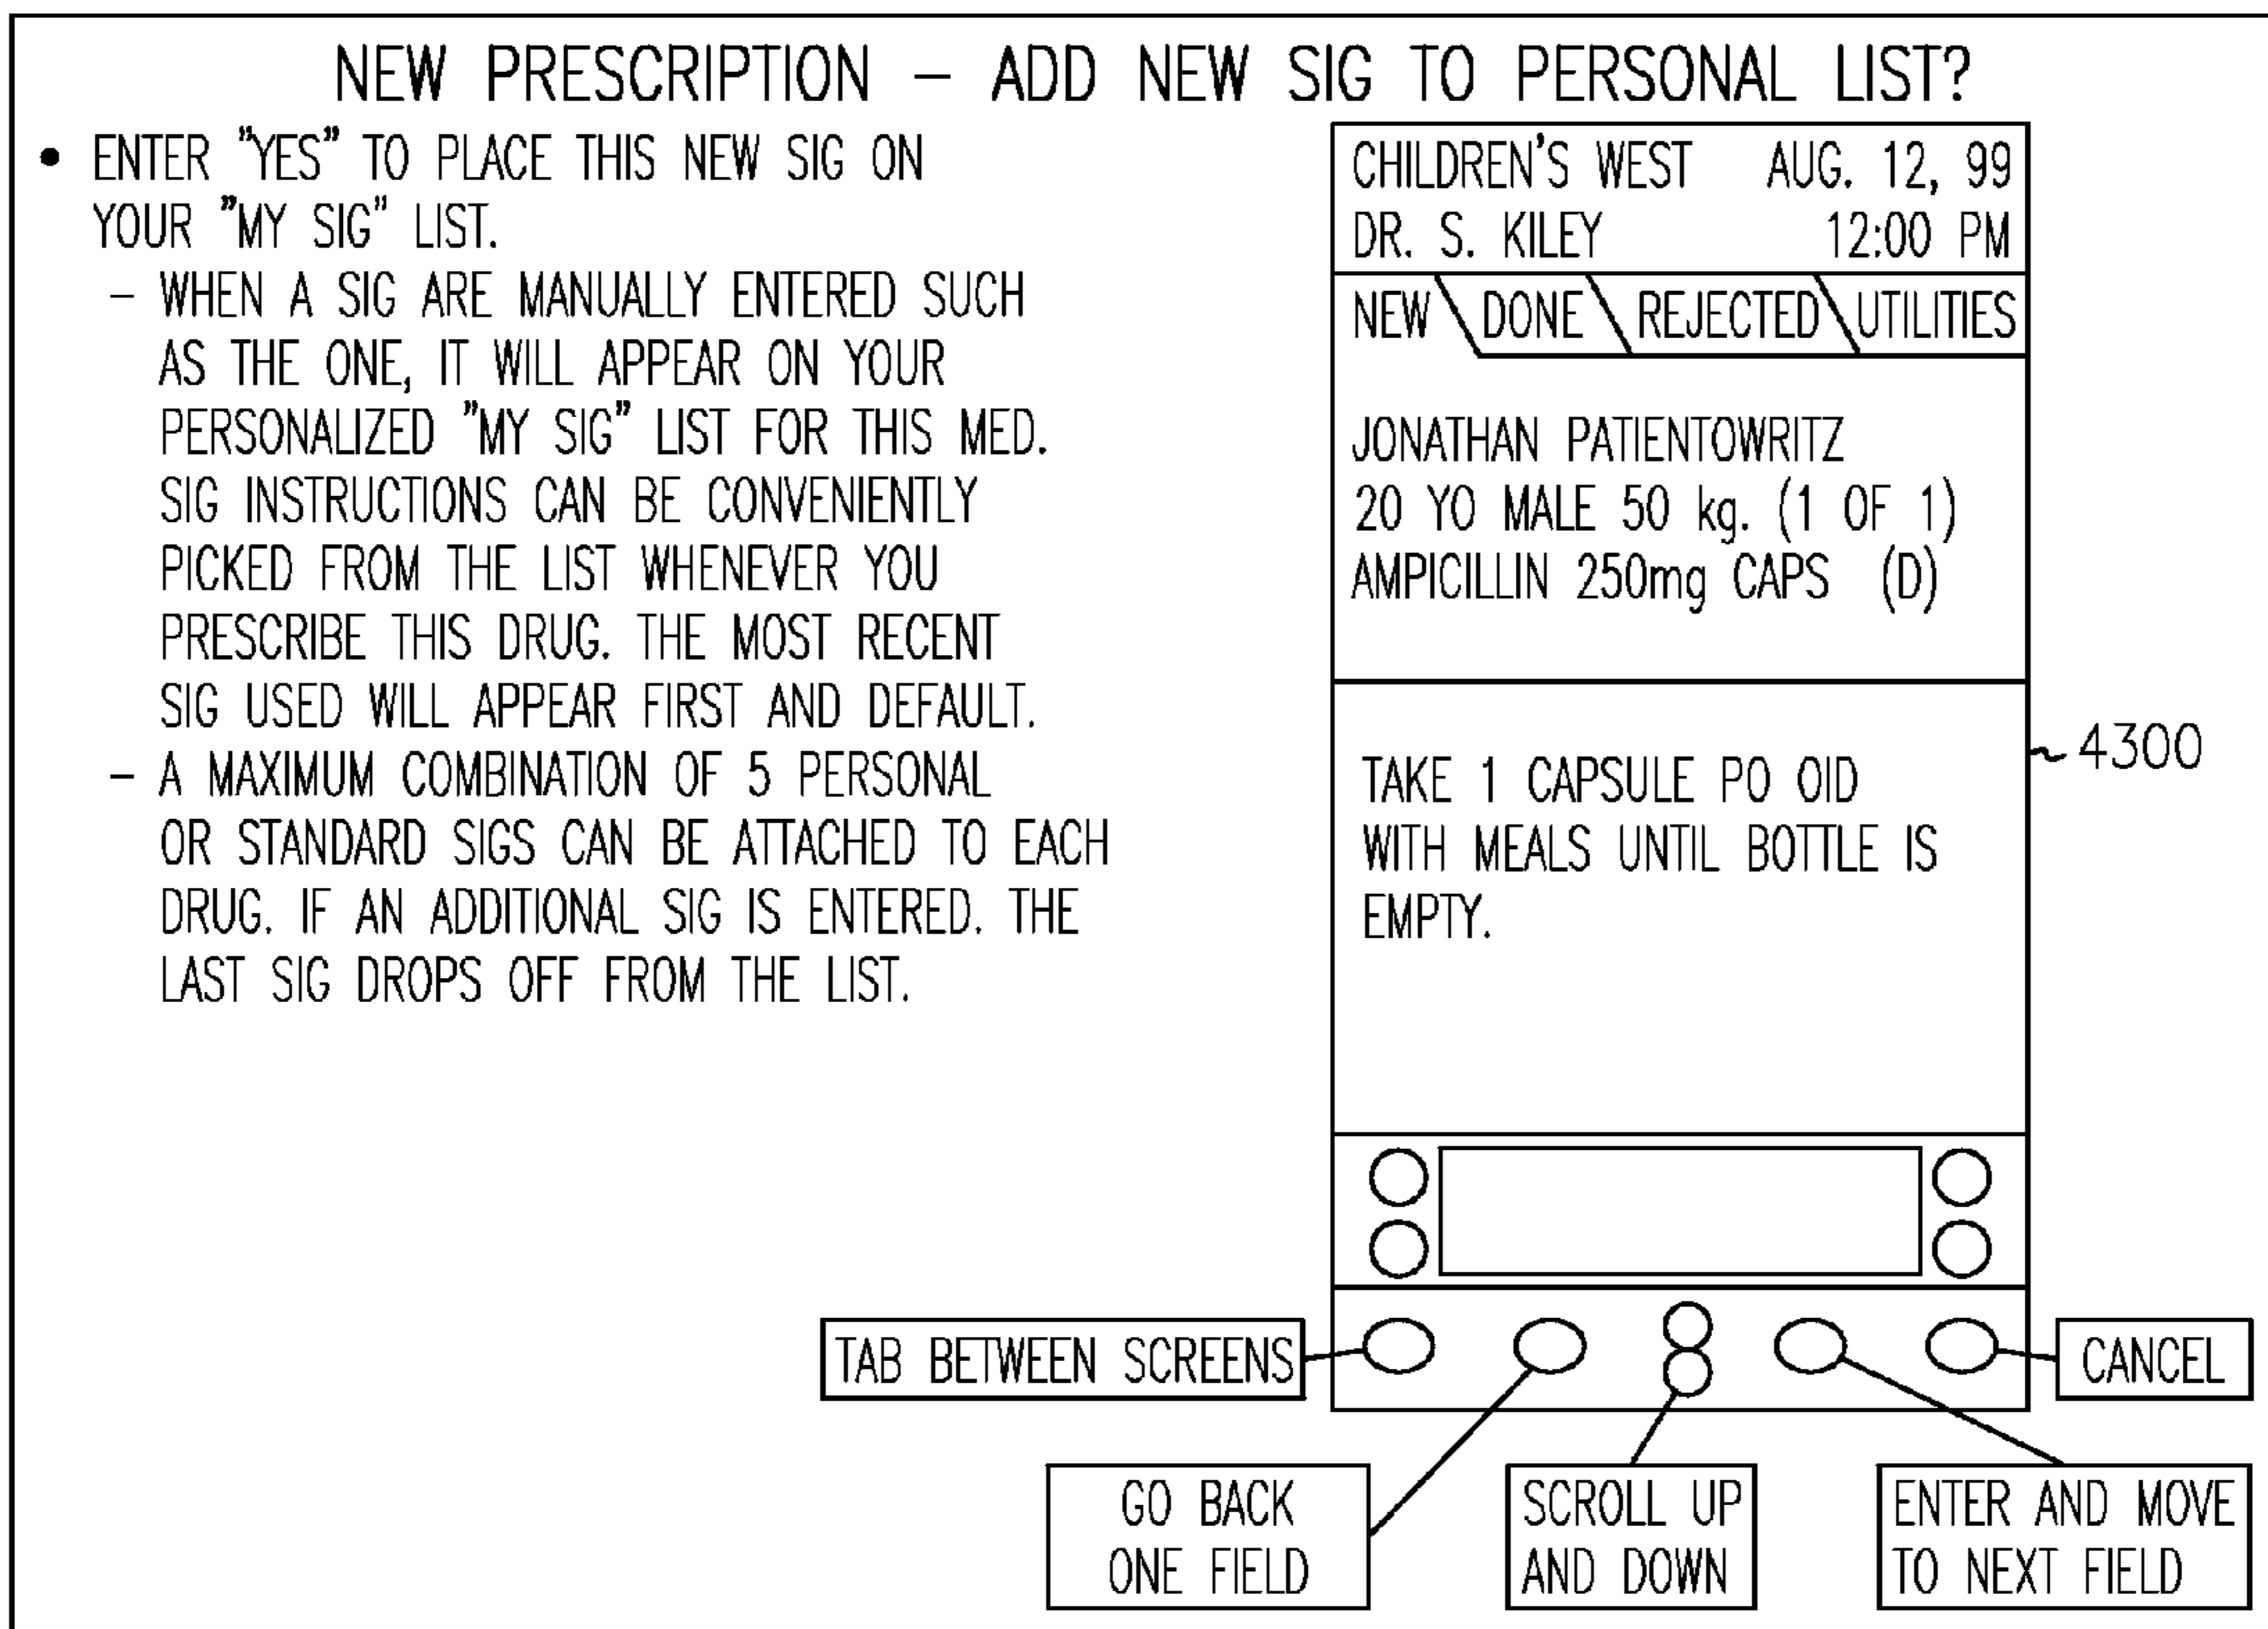 NEW PRESCRIPTION – ADD NEW SIG TO PERSONAL LIST?
• ENTER "YES" TO PLACE THIS NEW SIG ON
YOUR "MY SIG" LIST.
– WHEN A SIG ARE MANUALLY ENTERED SUCH
AS THE ONE, IT WILL APPEAR ON YOUR
PERSONALIZED "MY SIG" LIST FOR THIS MED.
SIG INSTRUCTIONS CAN BE CONVENIENTLY
PICKED FROM THE LIST WHENEVER YOU
PRESCRIBE THIS DRUG. THE MOST RECENT
SIG USED WILL APPEAR FIRST AND DEFAULT.
– A MAXIMUM COMBINATION OF 5 PERSONAL
OR STANDARD SIGS CAN BE ATTACHED TO EACH
DRUG. IF AN ADDITIONAL SIG IS ENTERED. THE
LAST SIG DROPS OFF FROM THE LIST.
CHILDREN'S WEST AUG. 12, 99
DR. S. KILEY 12:00 PM
NEW DONE REJECTED UTILITIES
JONATHAN PATIENTOWRITZ
20 YO MALE 50 kg. (1 OF 1)
AMPICILLIN 250mg CAPS (D)
TAKE 1 CAPSULE PO OID
WITH MEALS UNTIL BOTTLE IS
EMPTY.
4300
TAB BETWEEN SCREENS
CANCEL
GO BACK
ONE FIELD
SCROLL UP
AND DOWN
ENTER AND MOVE
TO NEXT FIELD